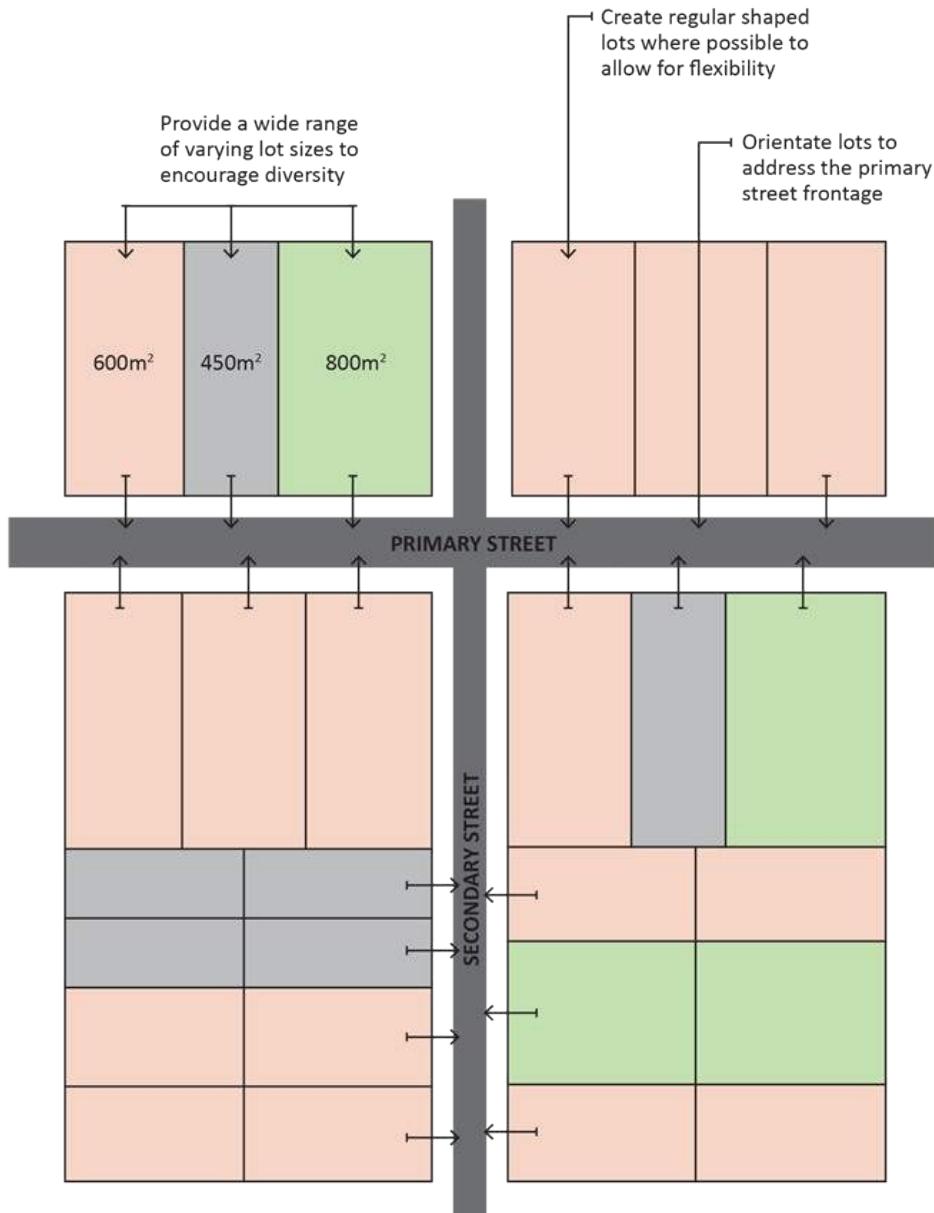 Create regular shaped
lots where possible to
allow for flexibility
Provide a wide range
of varying lot sizes to
encourage diversity
Orientate lots to
address the primary
street frontage
600m²
450m²
800m²
PRIMARY STREET
SECONDARY STREET